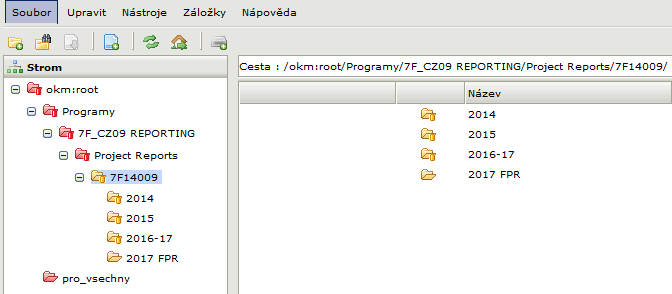 Soubor Upravit Nástroje Záložky Nápověda
Strom
Cesta : /okm:root/Programy/7F_CZ09 REPORTING/Project Reports/7F14009/
okm:root
Programy
7F_CZ09 REPORTING
Project Reports
7F14009
2014
2015
2016-17
2017 FPR
pro_vsechny
Název
2014
2015
2016-17
2017 FPR